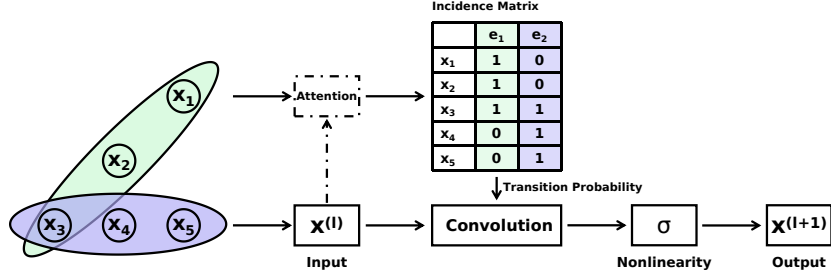 Incidence Matrix
e₁ e₂
x₁ 1 0
x₂ 1 0
x₃ 1 1
x₄ 0 1
x₅ 0 1
x₁
Attention
x₂
Transition Probability
x₃ x₄ x₅
x⁽ˡ⁾
Convolution
σ
x⁽ˡ⁺¹⁾
Input
Nonlinearity
Output